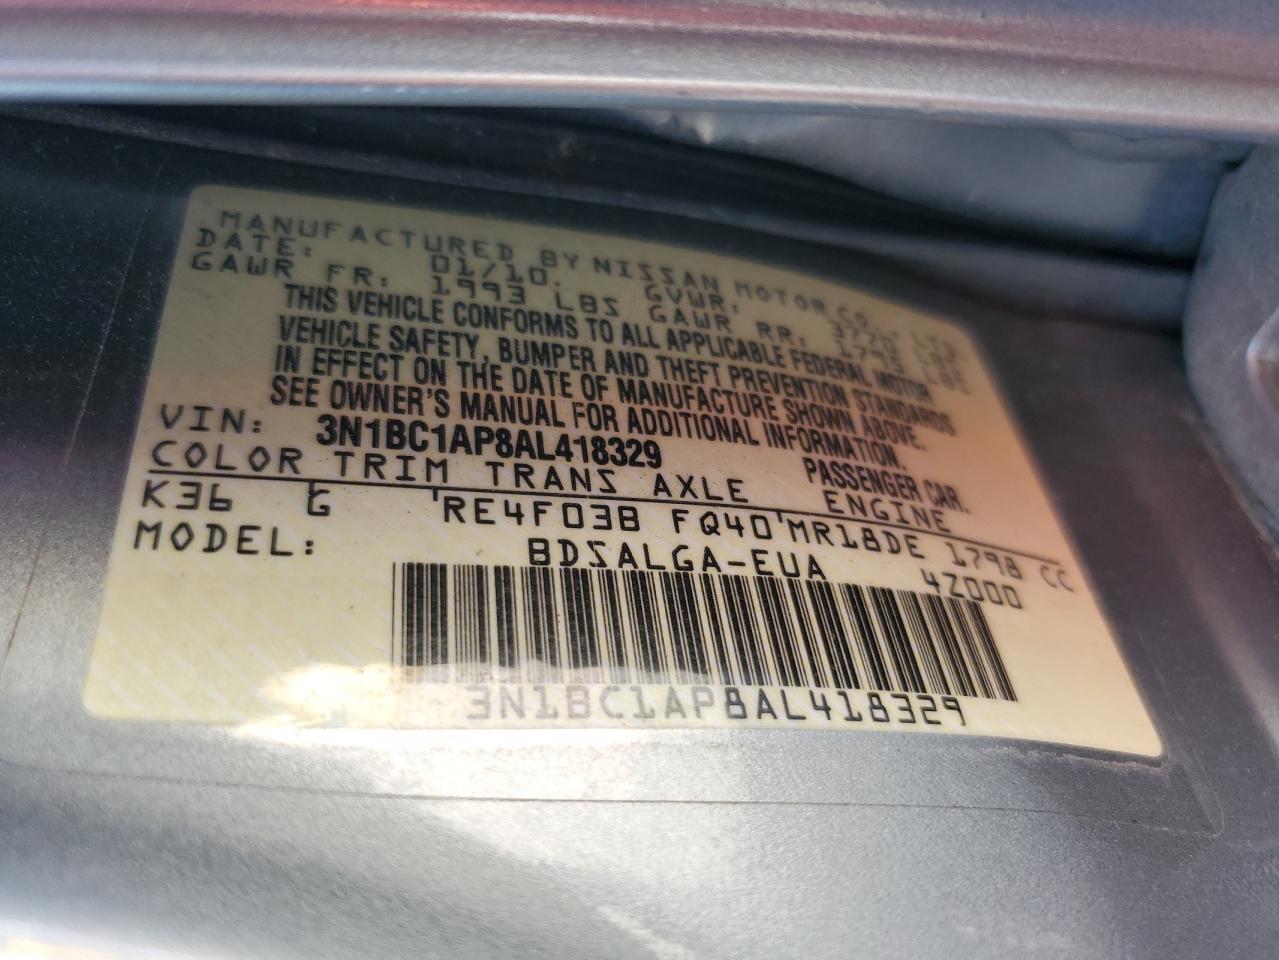 MANUFACTURED BY NISSAN MOTOR CO., LTD
DATE: 01/10. GVWR: 3770 LBS
GAWR FR: 1993 LBS GAWR RR: 1795 LBS
THIS VEHICLE CONFORMS TO ALL APPLICABLE FEDERAL MOTOR
VEHICLE SAFETY, BUMPER AND THEFT PREVENTION STANDARDS
IN EFFECT ON THE DATE OF MANUFACTURE SHOWN ABOVE.
SEE OWNER'S MANUAL FOR ADDITIONAL INFORMATION.
VIN: 3N1BC1AP8AL418329 PASSENGER CAR.
COLOR TRIM TRANS AXLE ENGINE
K36 G RE4F03B FQ40 MR18DE 1798 CC
MODEL: BDSALGA-EUA 4Z000
3N1BC1AP8AL418329